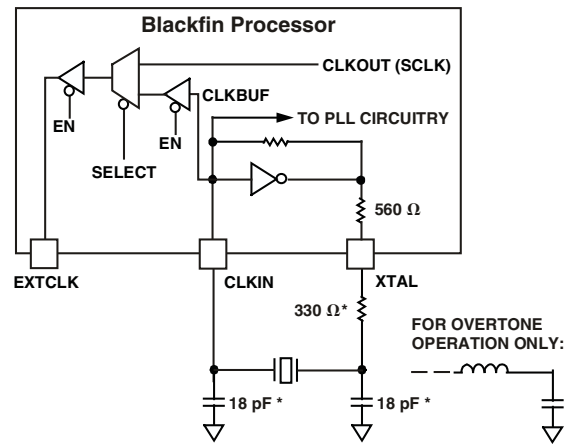 Blackfin Processor
CLKOUT (SCLK)
CLKBUF
TO PLL CIRCUITRY
EN
EN
SELECT
560 Ω
EXTCLK
CLKIN
XTAL
330 Ω*
FOR OVERTONE
OPERATION ONLY:
18 pF *
18 pF *